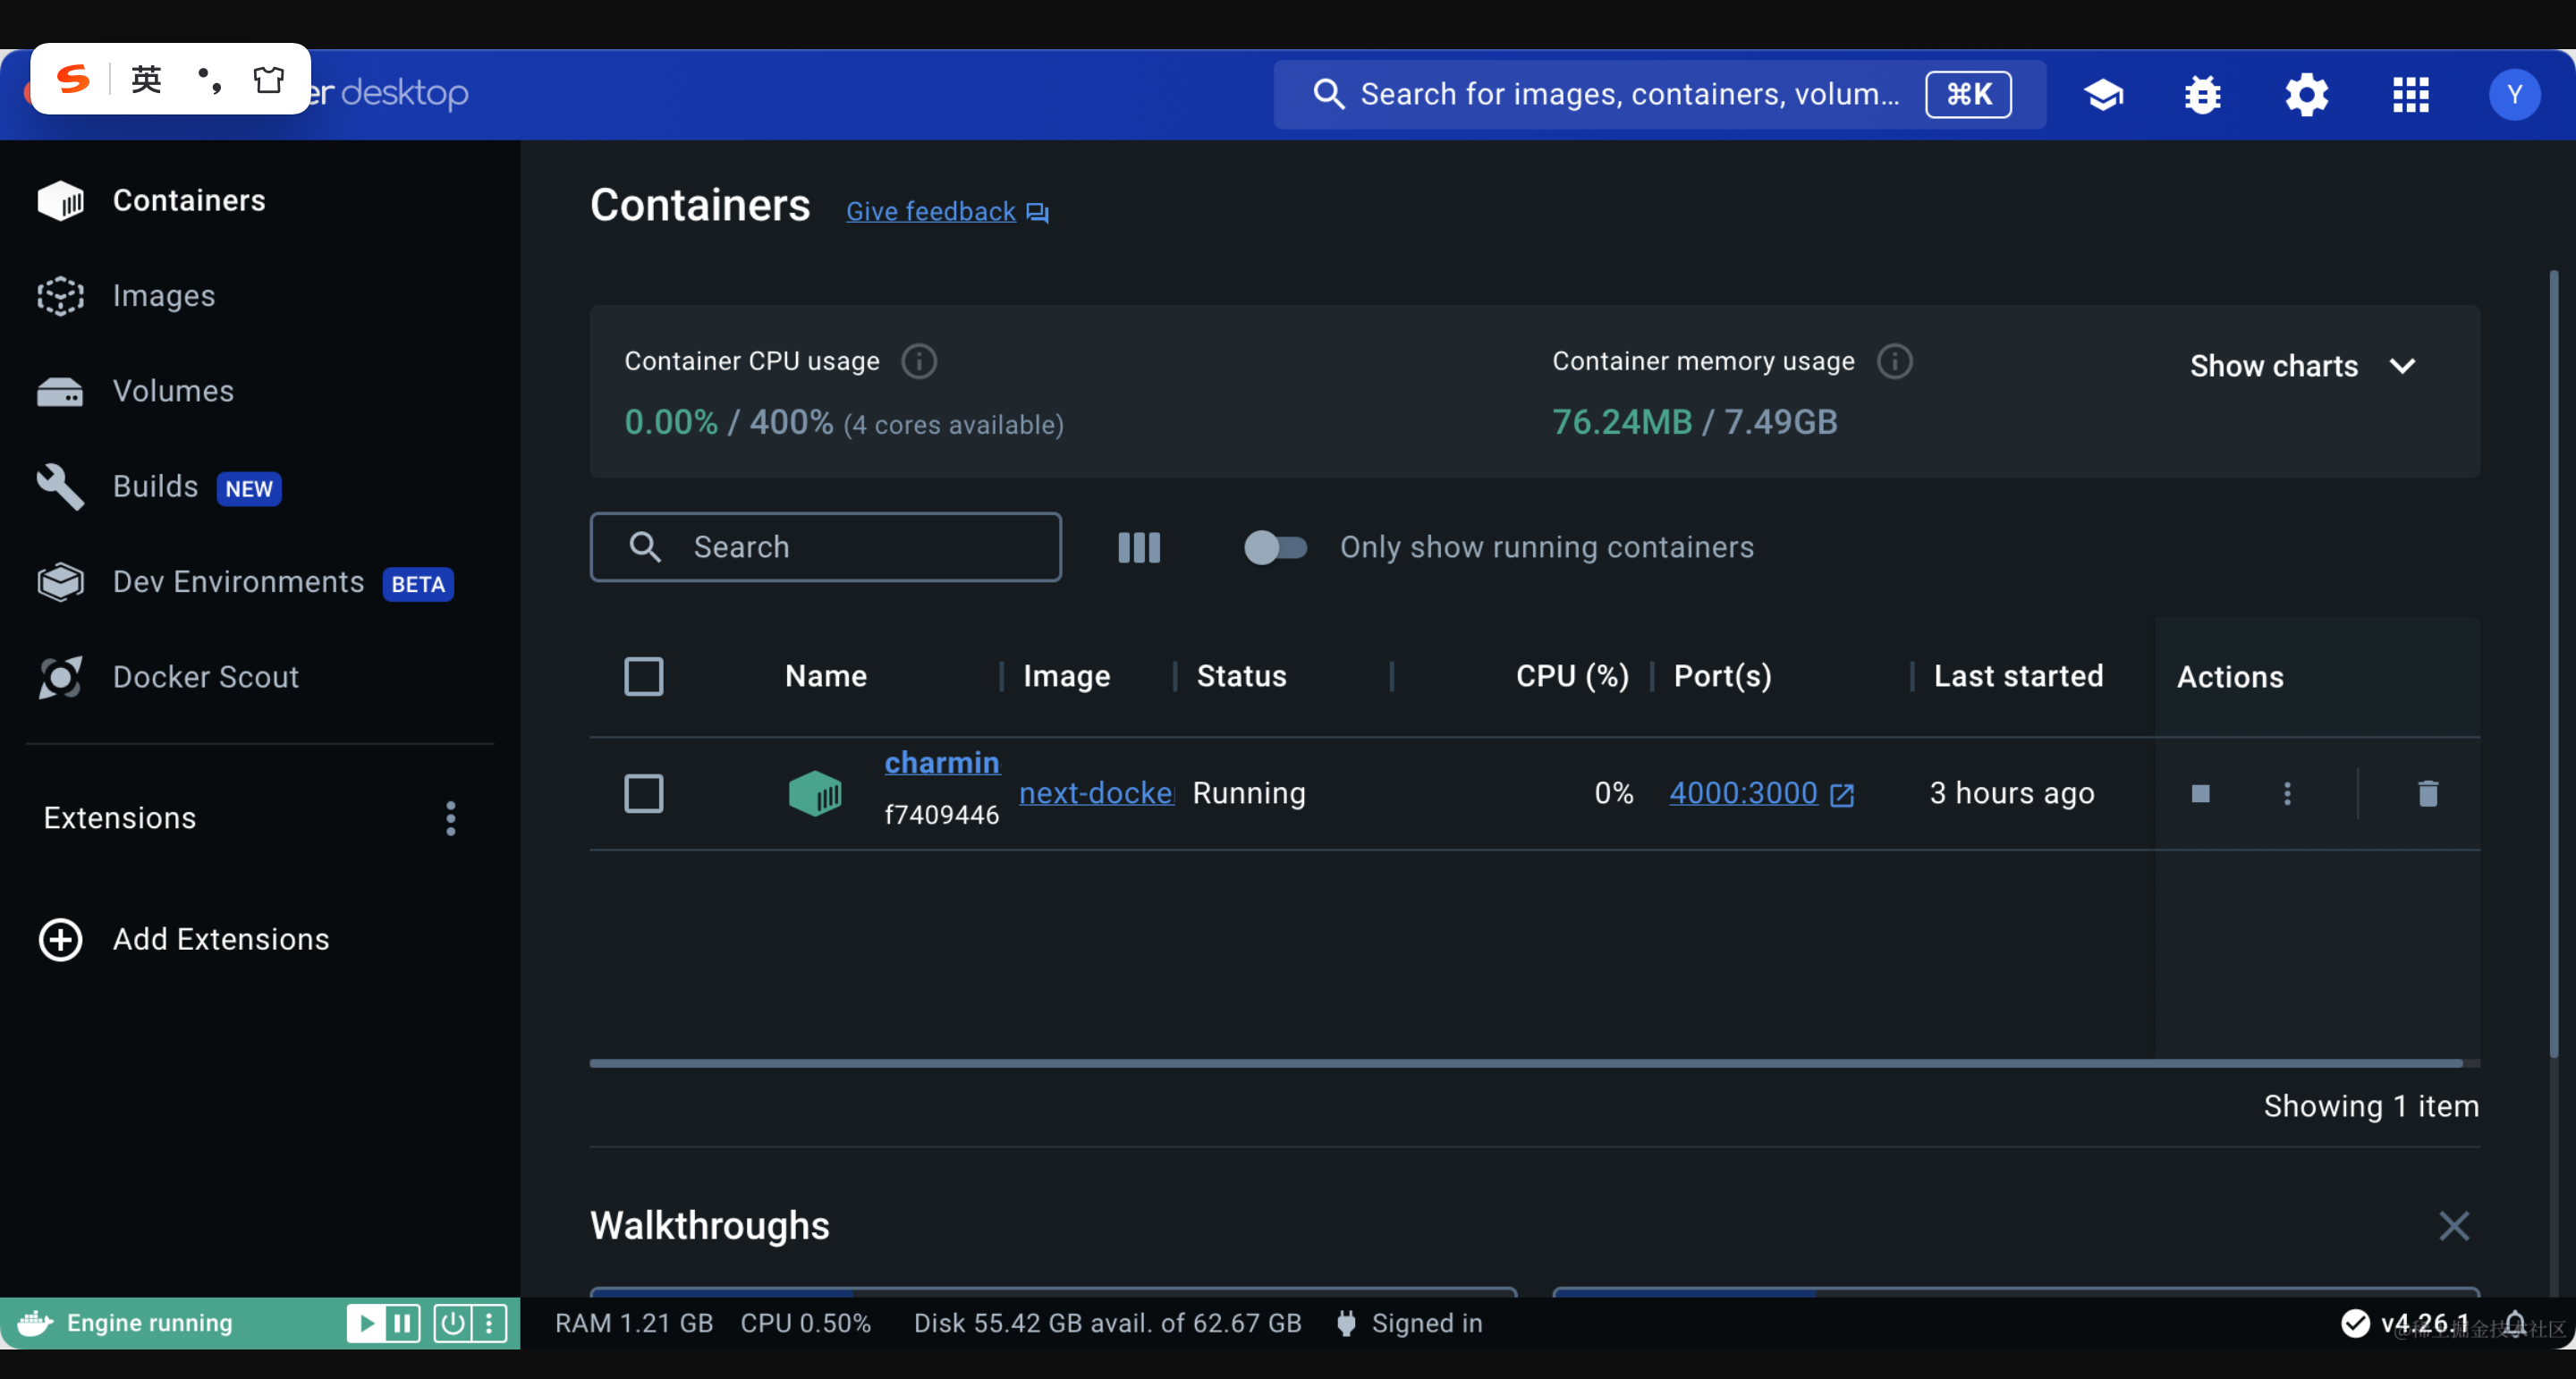 英
er desktop
Search for images, containers, volum...
⌘K
Y
Containers
Images
Volumes
Builds NEW
Dev Environments BETA
Docker Scout
Extensions
Add Extensions
Containers Give feedback
Container CPU usage
0.00% / 400% (4 cores available)
Container memory usage
76.24MB / 7.49GB
Show charts
Search
Only show running containers
Name Image Status CPU (%) Port(s) Last started Actions
charmin
f7409446
next-docke
Running 0% 4000:3000 3 hours ago
Showing 1 item
Walkthroughs
Engine running
RAM 1.21 GB CPU 0.50% Disk 55.42 GB avail. of 62.67 GB Signed in
v4.26.1
@稀土掘金技术社区